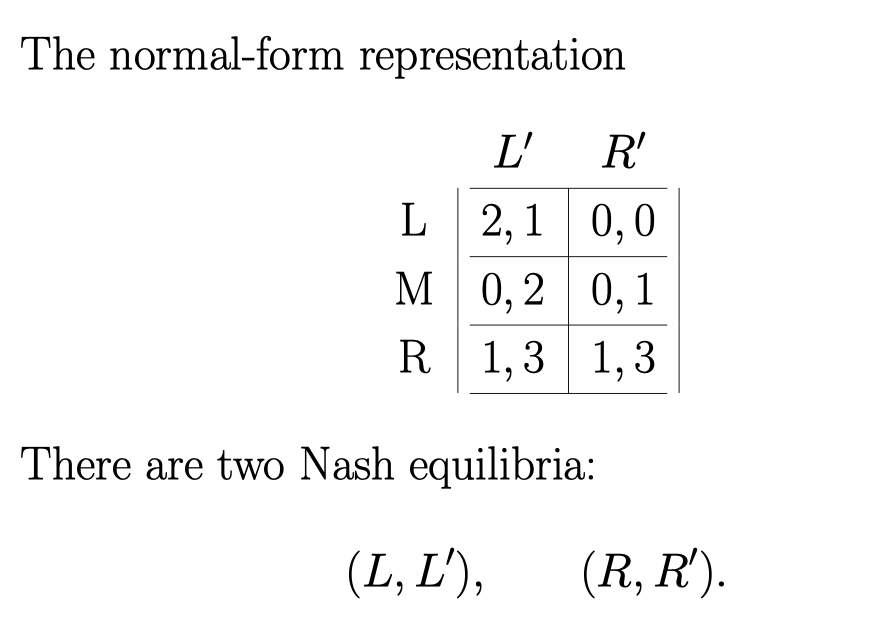 The normal-form representation
L′ R′
L 2, 1 0, 0
M 0, 2 0, 1
R 1, 3 1, 3
There are two Nash equilibria:
(L, L′), (R, R′).